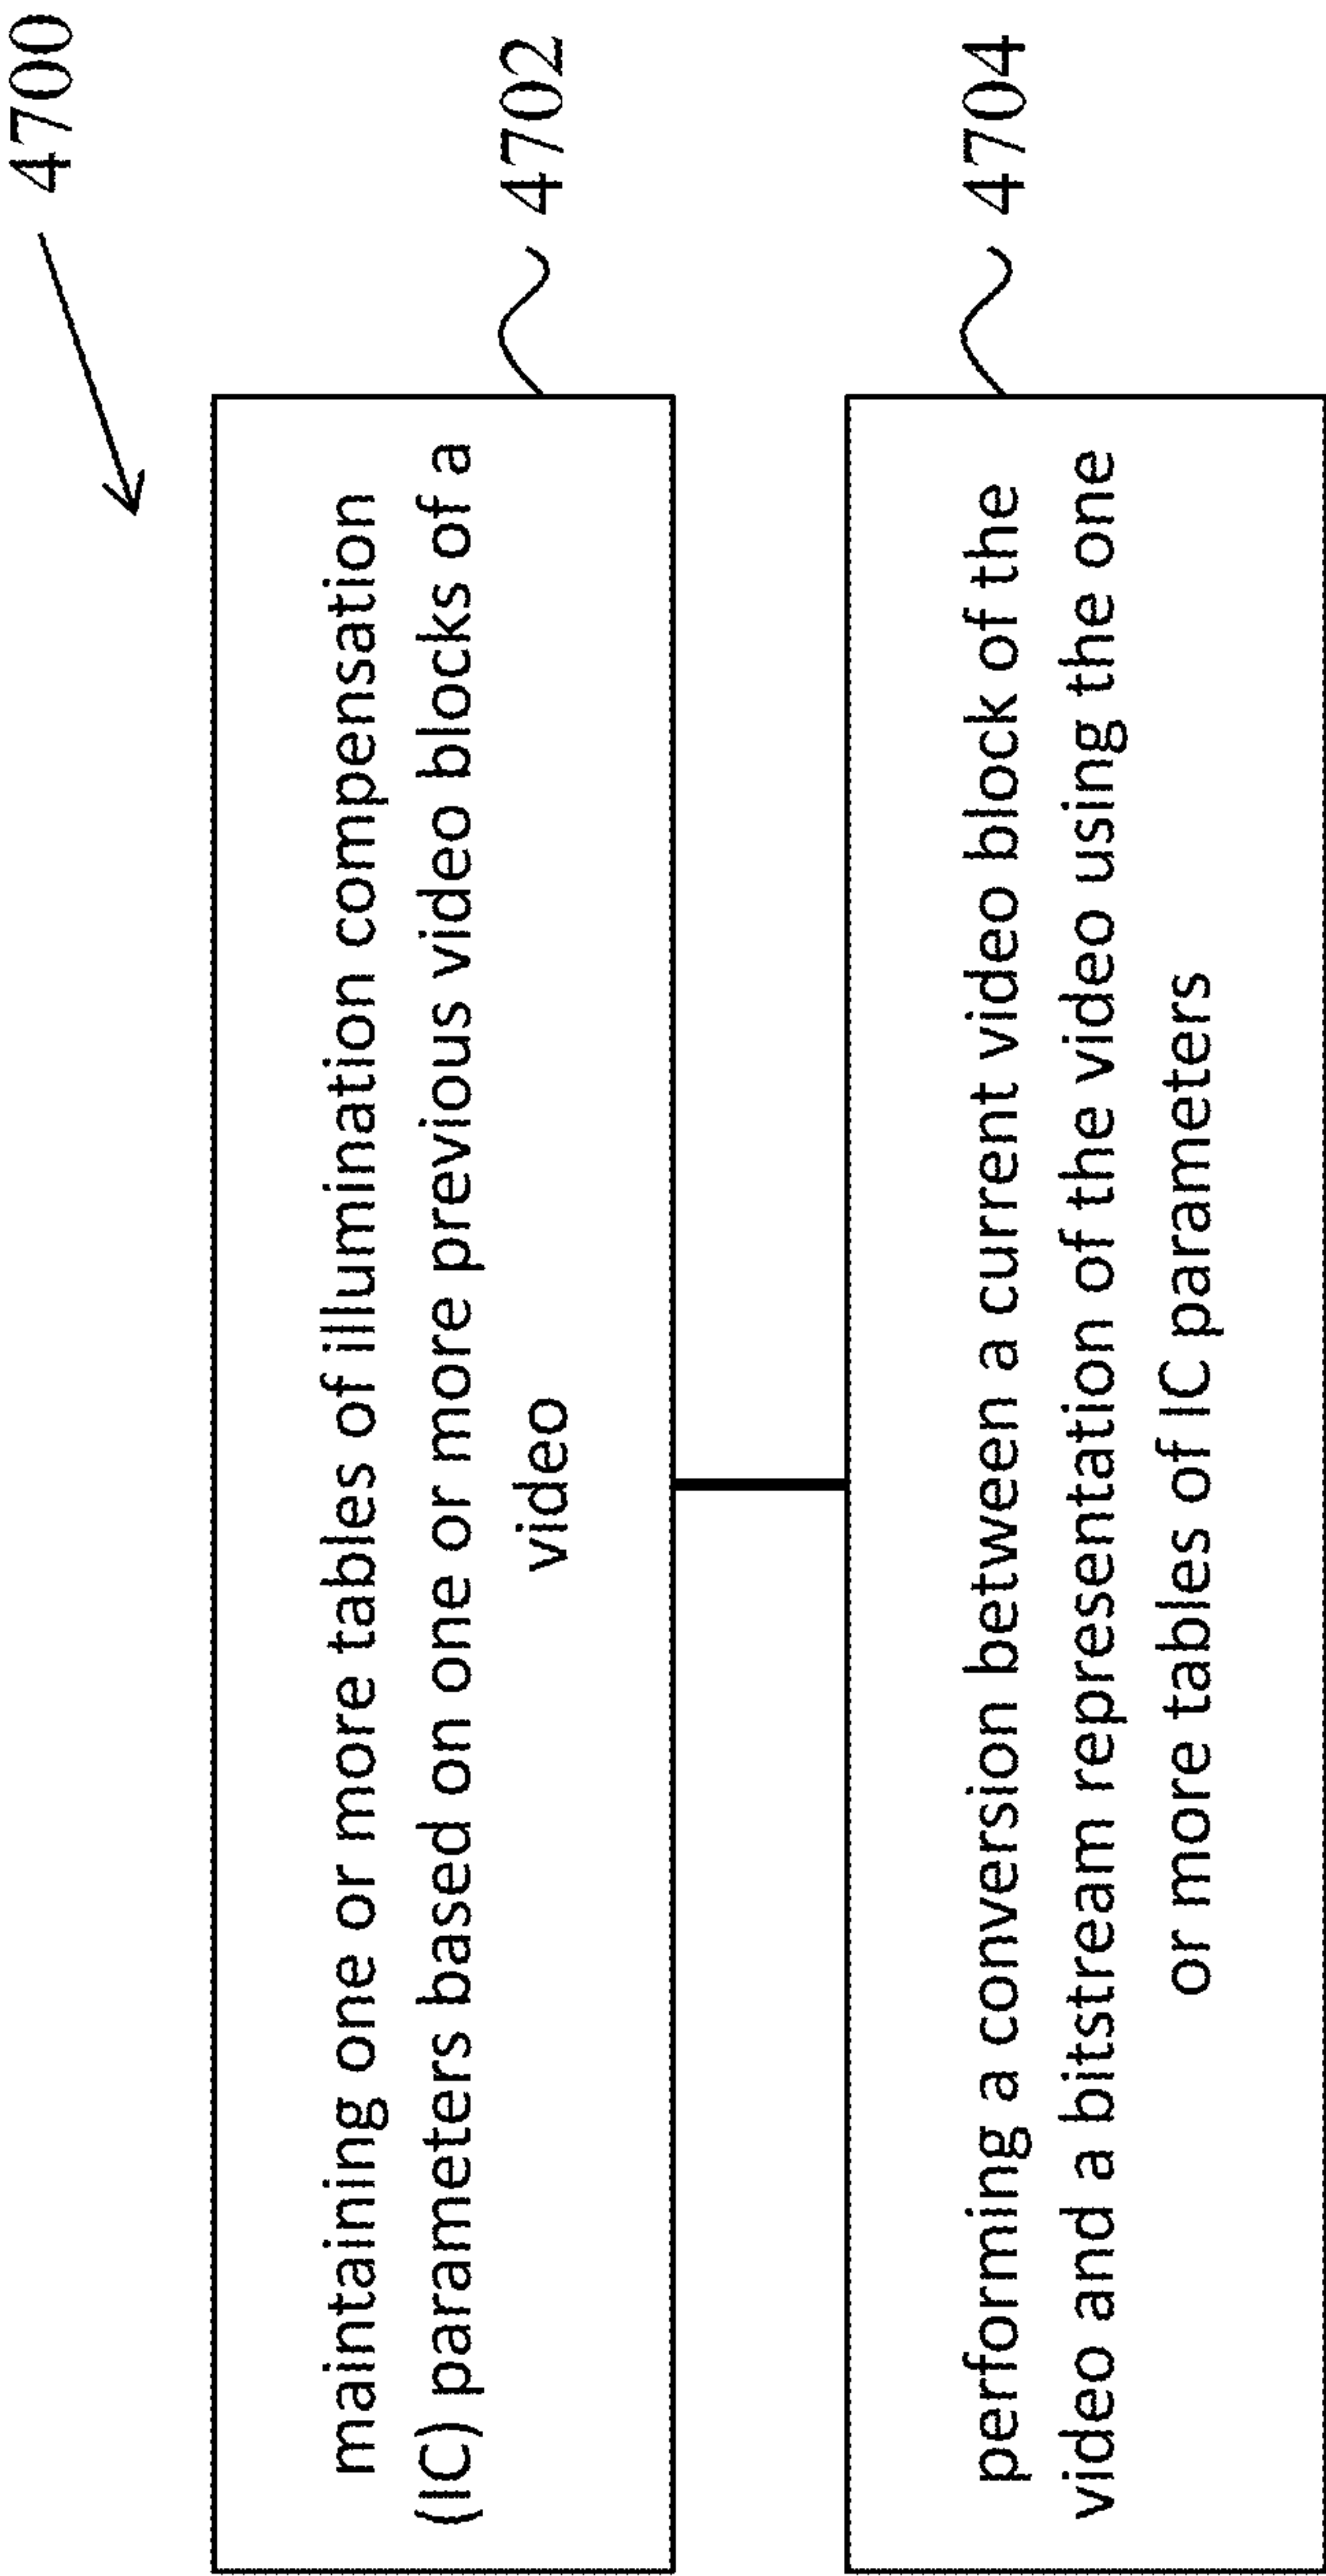 4700
maintaining one or more tables of illumination compensation
(IC) parameters based on one or more previous video blocks of a
video
4702
performing a conversion between a current video block of the
video and a bitstream representation of the video using the one
or more tables of IC parameters
4704